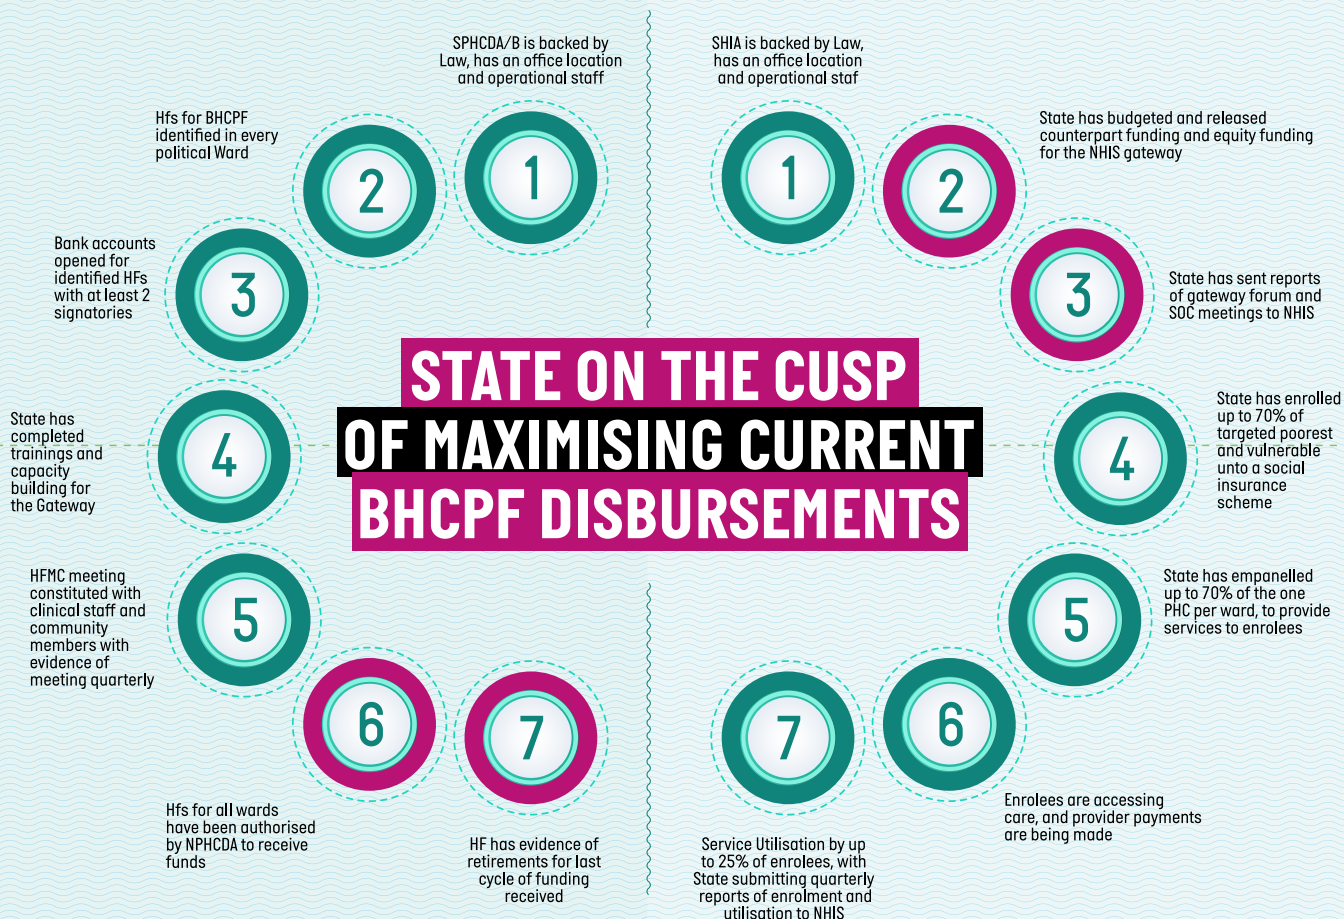 STATE ON THE CUSP
OF MAXIMISING CURRENT
BHCPF DISBURSEMENTS
1
SPHCDA/B is backed by
Law, has an office location
and operational staff
2
Hfs for BHCPF
identified in every
political Ward
3
Bank accounts
opened for
identified HFs
with at least 2
signatories
4
State has
completed
trainings and
capacity
building for
the Gateway
5
HFMC meeting
constituted with
clinical staff and
community
members with
evidence of
meeting quarterly
6
Hfs for all wards
have been authorised
by NPHCDA to receive
funds
7
HF has evidence of
retirements for last
cycle of funding
received
1
SHIA is backed by Law,
has an office location
and operational staf
2
State has budgeted and released
counterpart funding and equity funding
for the NHIS gateway
3
State has sent reports
of gateway forum and
SOC meetings to NHIS
4
State has enrolled
up to 70% of
targeted poorest
and vulnerable
unto a social
insurance
scheme
5
State has empanelled
up to 70% of the one
PHC per ward, to provide
services to enrolees
6
Enrolees are accessing
care, and provider payments
are being made
7
Service Utilisation by up
to 25% of enrolees, with
State submitting quarterly
reports of enrolment and
utilisation to NHIS